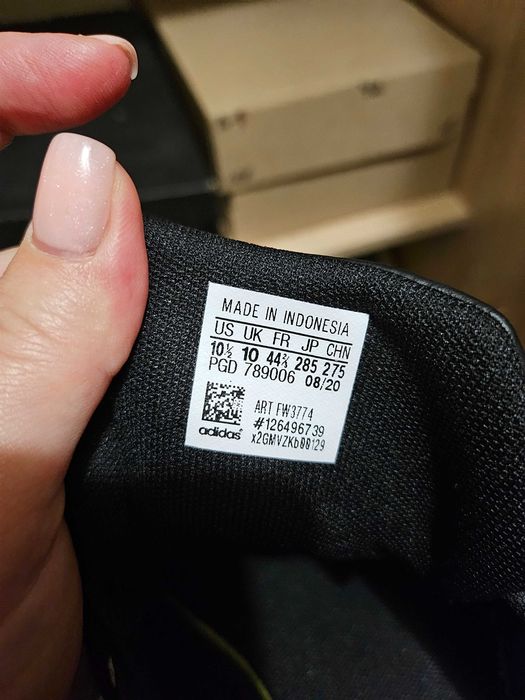 MADE IN INDONESIA
US UK FR JP CHN
10½ 10 44⅔ 285 275
PGD 789006 08/20
ART FW3774
#126496739
adidas
x2GMVZKb00129